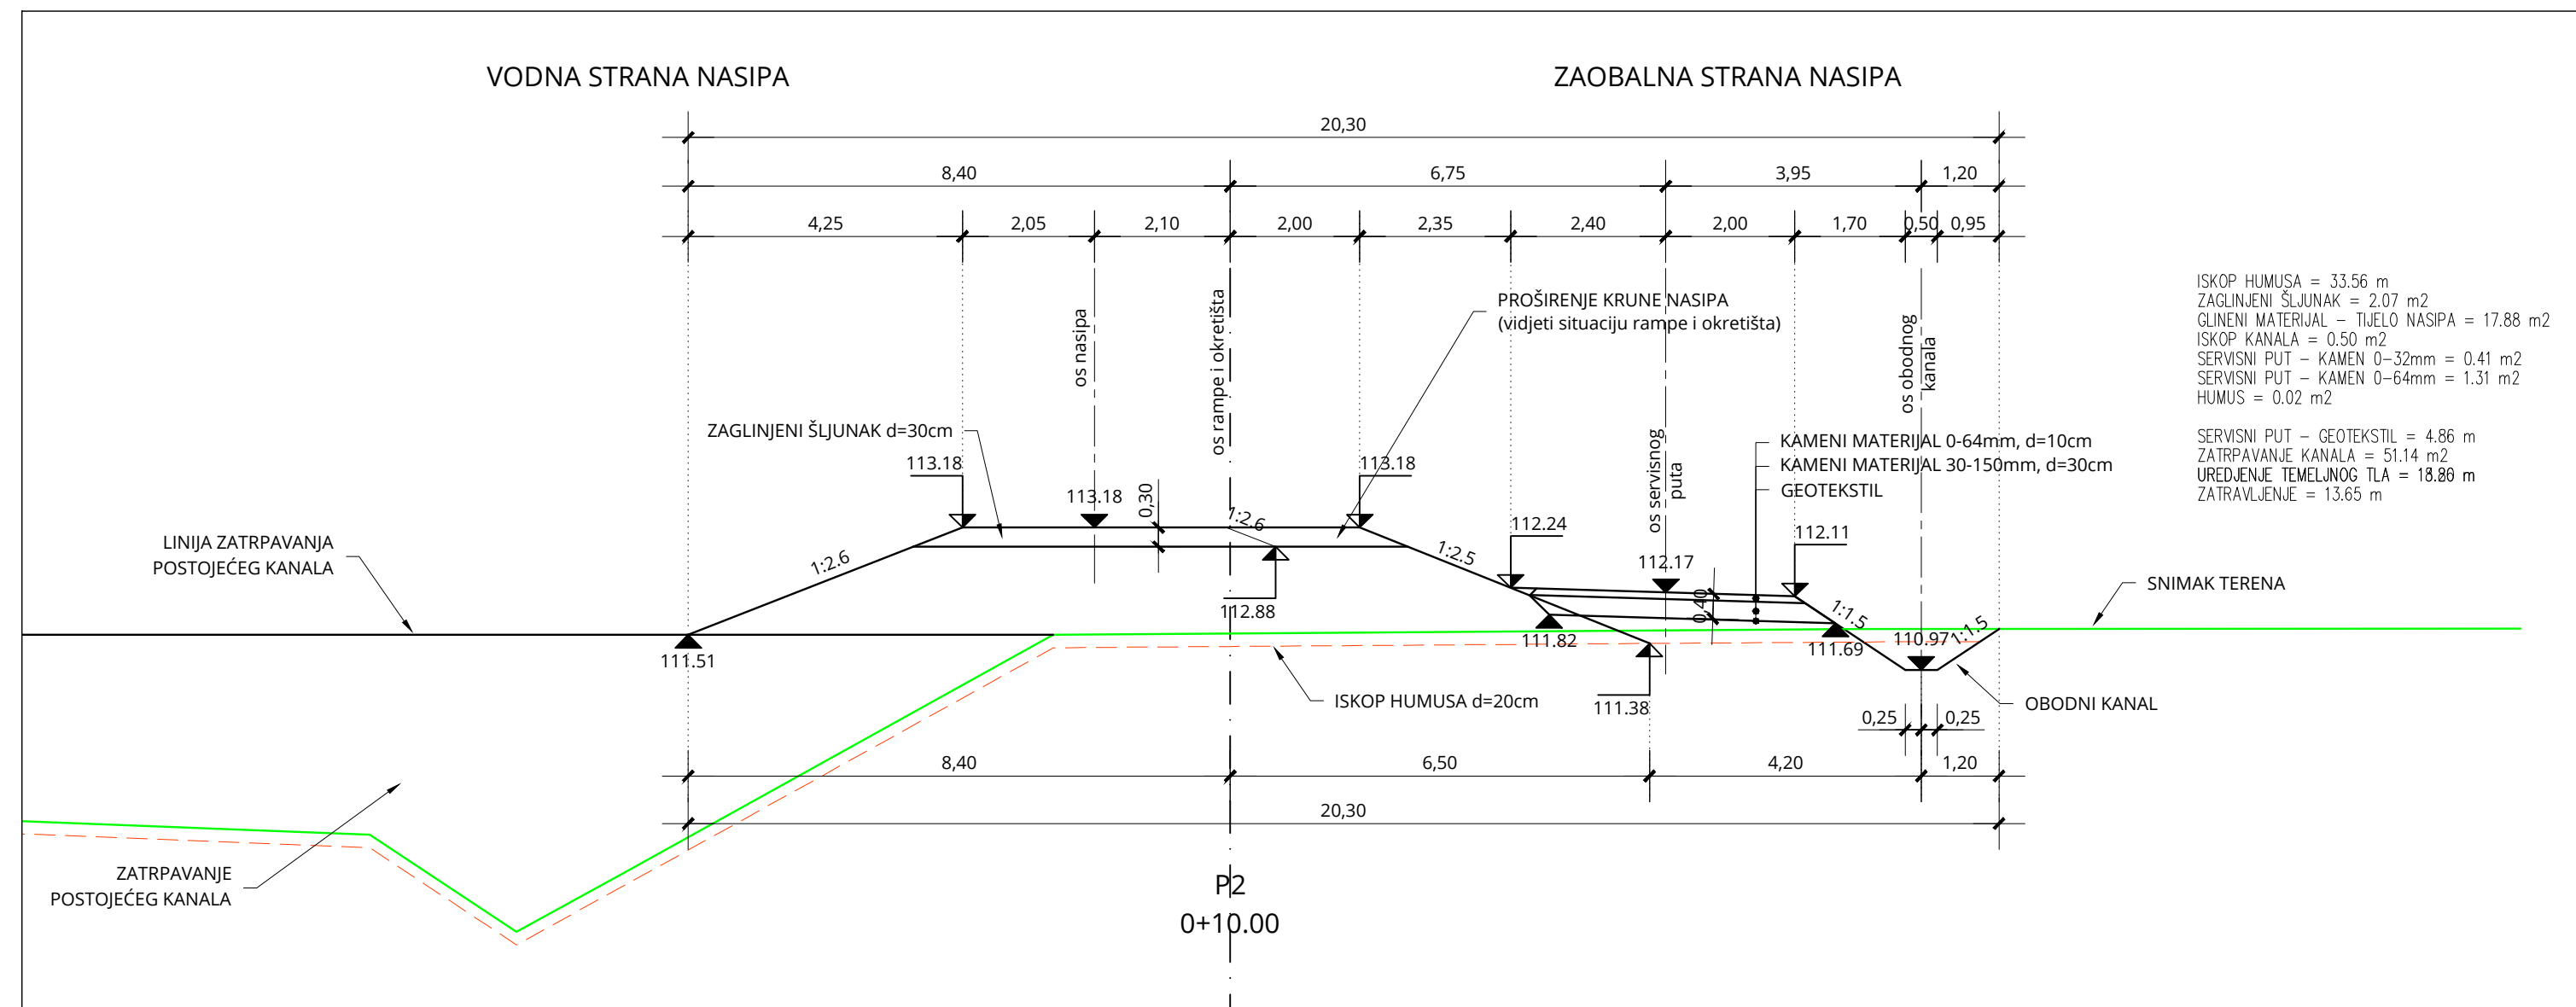 VODNA STRANA NASIPA
ZAOBALNA STRANA NASIPA
20,30
8,40
6,75
3,95
1,20
4,25
2,05
2,10
2,00
2,35
2,40
2,00
1,70
0,50
0,95
os nasipa
os rampe i okretišta
os servisnog
puta
os obodnog
kanala
PROŠIRENJE KRUNE NASIPA
(vidjeti situaciju rampe i okretišta)
ISKOP HUMUSA = 33.56 m
ZAGLINJENI ŠLJUNAK = 2.07 m2
GLINENI MATERIJAL – TIJELO NASIPA = 17.88 m2
ISKOP KANALA = 0.50 m2
SERVISNI PUT – KAMEN 0–32mm = 0.41 m2
SERVISNI PUT – KAMEN 0–64mm = 1.31 m2
HUMUS = 0.02 m2
SERVISNI PUT – GEOTEKSTIL = 4.86 m
ZATRPAVANJE KANALA = 51.14 m2
UREDJENJE TEMELJNOG TLA = m
ZATRAVLJENJE = 13.65 m
ZAGLINJENI ŠLJUNAK d=30cm
KAMENI MATERIJAL 0-64mm, d=10cm
KAMENI MATERIJAL 30-150mm, d=30cm
GEOTEKSTIL
113.18
113.18
113.18
0,30
1:2.6
1:2.6
1:2.5
112.24
112.17
112.11
112.88
0,40
1:1.5
1:1.5
110.97
111.82
111.69
111.51
111.38
LINIJA ZATRPAVANJA
POSTOJEĆEG KANALA
SNIMAK TERENA
ISKOP HUMUSA d=20cm
OBODNI KANAL
0,25
0,25
8,40
6,50
4,20
1,20
20,30
ZATRPAVANJE
POSTOJEĆEG KANALA
P2
0+10.00